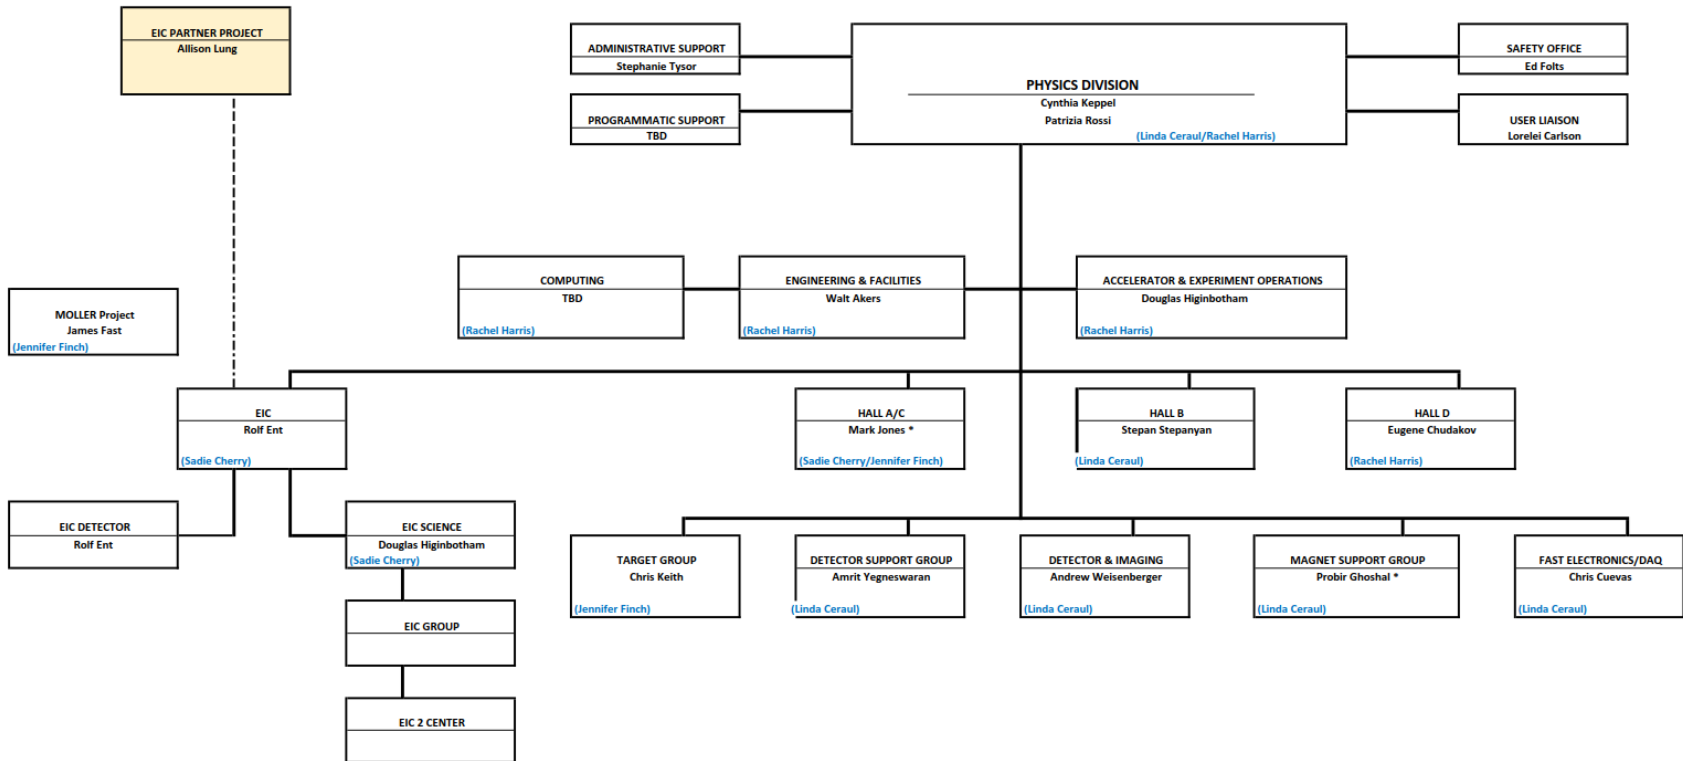 EIC PARTNER PROJECT
Allison Lung
ADMINISTRATIVE SUPPORT
Stephanie Tysor
PROGRAMMATIC SUPPORT
TBD
PHYSICS DIVISION
Cynthia Keppel
Patrizia Rossi
(Linda Ceraul/Rachel Harris)
SAFETY OFFICE
Ed Folts
USER LIAISON
Lorelei Carlson
COMPUTING
TBD
(Rachel Harris)
ENGINEERING & FACILITIES
Walt Akers
(Rachel Harris)
ACCELERATOR & EXPERIMENT OPERATIONS
Douglas Higinbotham
(Rachel Harris)
MOLLER Project
James Fast
(Jennifer Finch)
EIC
Rolf Ent
(Sadie Cherry)
HALL A/C
Mark Jones *
(Sadie Cherry/Jennifer Finch)
HALL B
Stepan Stepanyan
(Linda Ceraul)
HALL D
Eugene Chudakov
(Rachel Harris)
EIC DETECTOR
Rolf Ent
EIC SCIENCE
Douglas Higinbotham
(Sadie Cherry)
TARGET GROUP
Chris Keith
(Jennifer Finch)
DETECTOR SUPPORT GROUP
Amrit Yegneswaran
(Linda Ceraul)
DETECTOR & IMAGING
Andrew Weisenberger
(Linda Ceraul)
MAGNET SUPPORT GROUP
Probir Ghoshal *
(Linda Ceraul)
FAST ELECTRONICS/DAQ
Chris Cuevas
(Linda Ceraul)
EIC GROUP
EIC 2 CENTER